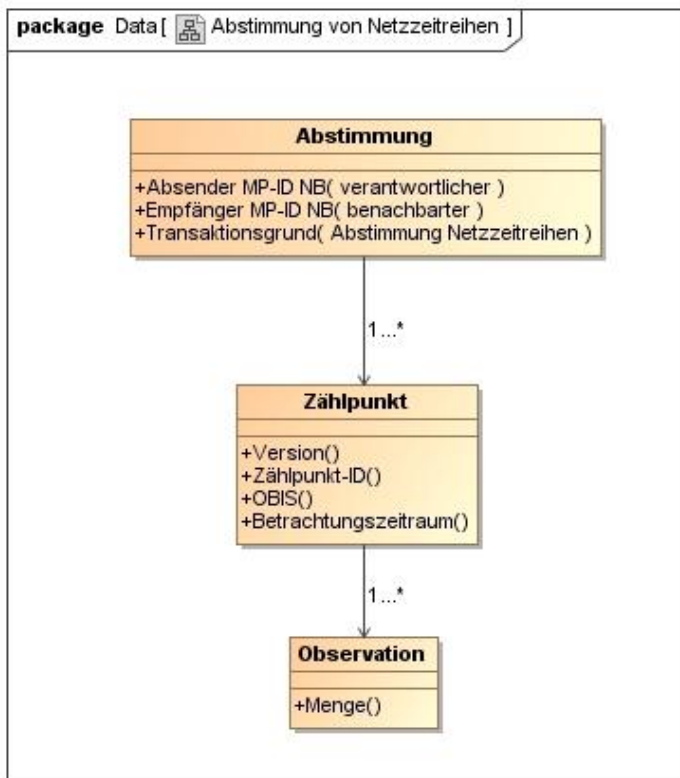 package Data [ Abstimmung von Netzzeitreihen ]
Abstimmung
+Absender MP-ID NB( verantwortlicher )
+Empfänger MP-ID NB( benachbarter )
+Transaktionsgrund( Abstimmung Netzzeitreihen )
1...*
Zählpunkt
+Version()
+Zählpunkt-ID()
+OBIS()
+Betrachtungszeitraum()
1...*
Observation
+Menge()